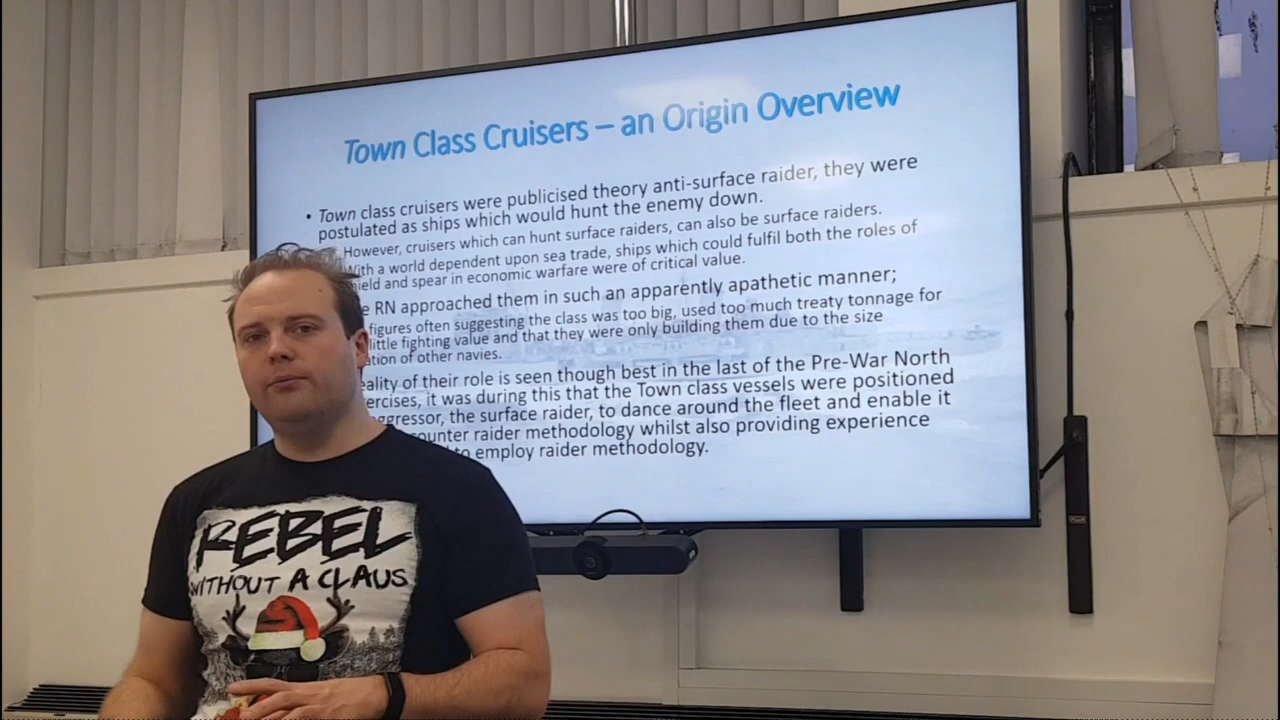 Town Class Cruisers – an Origin Overview
• Town class cruisers were publicised theory anti-surface raider, they were
postulated as ships which would hunt the enemy down.
However, cruisers which can hunt surface raiders, can also be surface raiders.
With a world dependent upon sea trade, ships which could fulfil both the roles of
and spear in economic warfare were of critical value.
RN approached them in such an apparently apathetic manner;
figures often suggesting the class was too big, used too much treaty tonnage for
little fighting value and that they were only building them due to the size
of other navies.
of their role is seen though best in the last of the Pre-War North
it was during this that the Town class vessels were positioned
the surface raider, to dance around the fleet and enable it
raider methodology whilst also providing experience
to employ raider methodology.
REBEL
WITHOUT A CLAUS